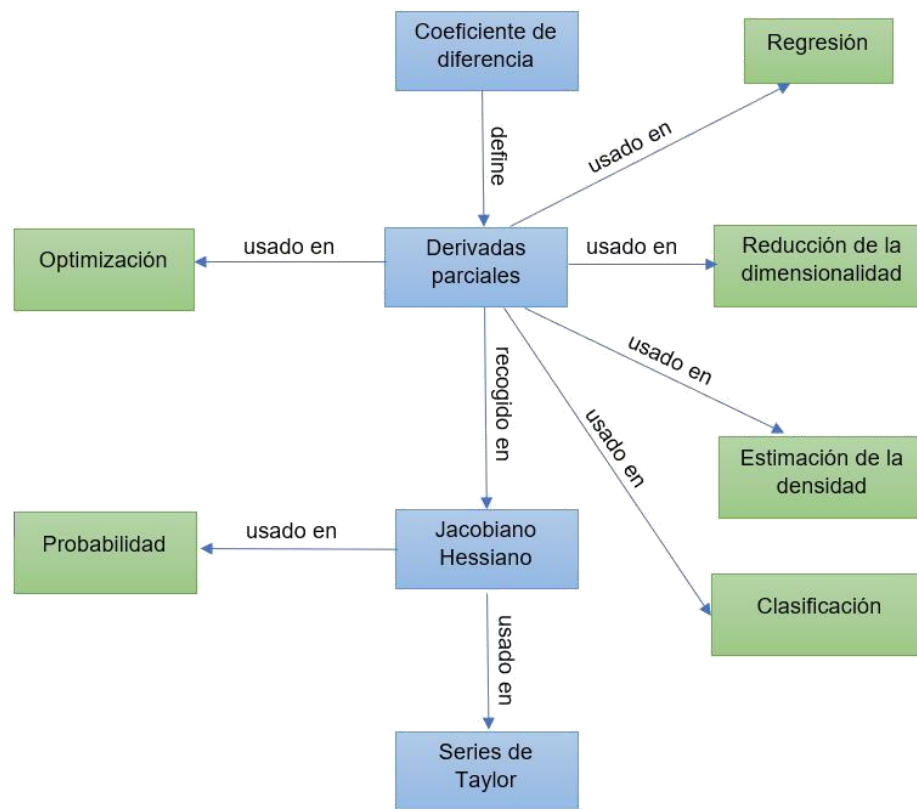 Coeficiente de
diferencia
Regresión
define
usado en
Optimización
usado en
Derivadas
parciales
usado en
Reducción de la
dimensionalidad
recogido en
usado en
usado en
Estimación de la
densidad
Probabilidad
usado en
Jacobiano
Hessiano
Clasificación
usado en
Series de
Taylor